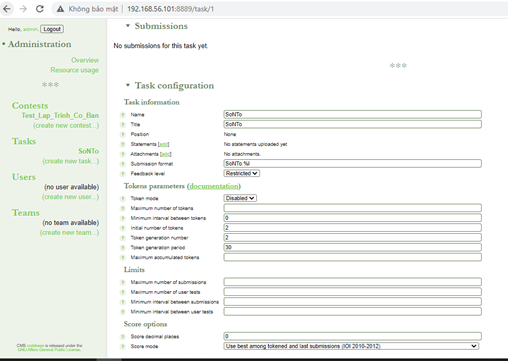 Không bảo mật | 192.168.56.101:8889/task/1
Hello, admin. Logout
Administration
Overview
Resource usage
***
Contests
Test_Lap_Trinh_Co_Ban
(create new contest...)
Tasks
SoNTo
(create new task...)
Users
(no user available)
(create new user...)
Teams
(no team available)
(create new team...)
CMS codebase is released under the
GNU Affero General Public License.
Submissions
No submissions for this task yet.
***
Task configuration
Task information
? Name SoNTo
? Title SoNTo
? Position None
? Statements [add] No statements uploaded yet
? Attachments [add] No attachments.
? Submission format SoNTo.%l
? Feedback level Restricted
Tokens parameters (documentation)
? Token mode Disabled
? Maximum number of tokens
? Minimum interval between tokens 0
? Initial number of tokens 2
? Token generation number 2
? Token generation period 30
? Maximum accumulated tokens
Limits
? Maximum number of submissions
? Maximum number of user tests
? Minimum interval between submissions
? Minimum interval between user tests
Score options
? Score decimal places 0
? Score mode Use best among tokened and last submissions (IOI 2010-2012)